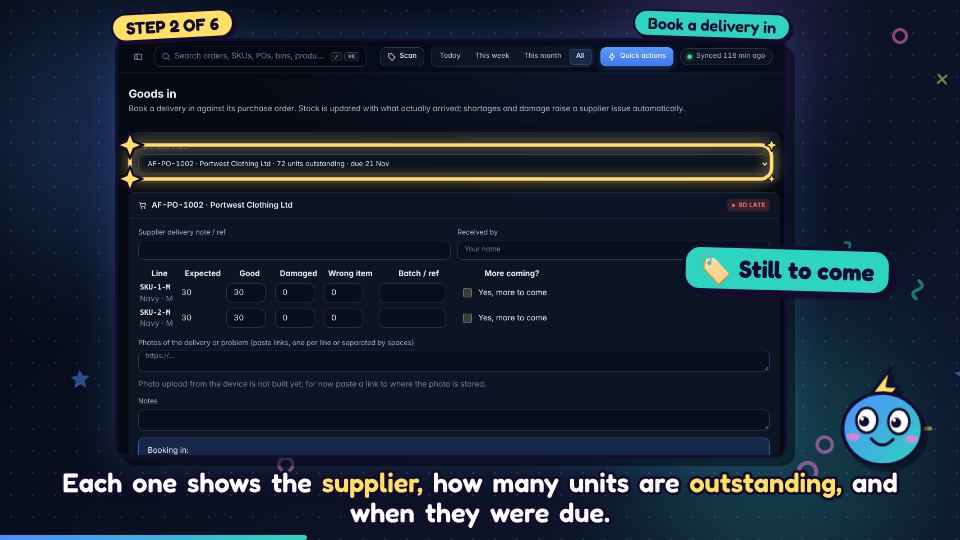 STEP 2 OF 6
Book a delivery in
Search orders, SKUs, POs, bins, produ... / ⌘K
Scan
Today This week This month All
Quick actions
Synced 116 min ago
Goods in
Book a delivery in against its purchase order. Stock is updated with what actually arrived; shortages and damage raise a supplier issue automatically.
AF-PO-1002 · Portwest Clothing Ltd · 72 units outstanding · due 21 Nov
AF-PO-1002 · Portwest Clothing Ltd
8D LATE
Supplier delivery note / ref Received by
Your name
Still to come
Line Expected Good Damaged Wrong item Batch / ref More coming?
SKU-1-M
Navy · M 30 30 0 0 Yes, more to come
SKU-2-M
Navy · M 30 30 0 0 Yes, more to come
Photos of the delivery or problem (paste links, one per line or separated by spaces)
https://...
Photo upload from the device is not built yet; for now paste a link to where the photo is stored.
Notes
Booking in:
Each one shows the supplier, how many units are outstanding, and
when they were due.